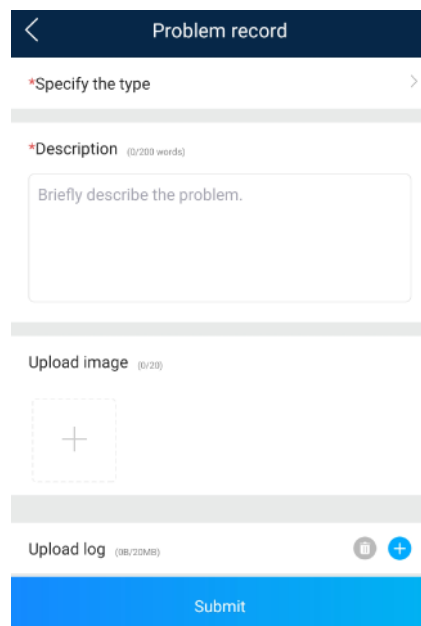 Problem record
*Specify the type
*Description (0/200 words)
Briefly describe the problem.
Upload image (0/20)
Upload log (0B/20MB)
Submit